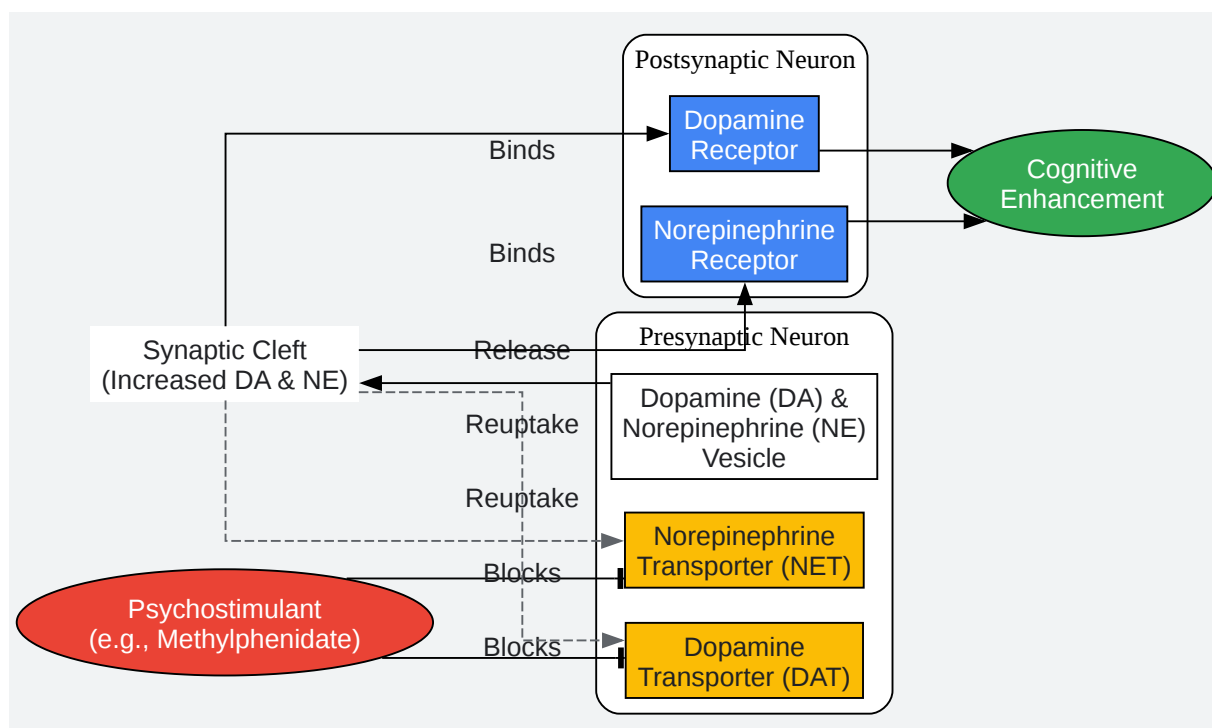 Postsynaptic Neuron
Dopamine
Receptor
Binds
Cognitive
Enhancement
Norepinephrine
Receptor
Binds
Synaptic Cleft
(Increased DA & NE)
Release
Presynaptic Neuron
Dopamine (DA) &
Norepinephrine (NE)
Vesicle
Reuptake
Reuptake
Norepinephrine
Transporter (NET)
Blocks
Psychostimulant
(e.g., Methylphenidate)
Blocks
Dopamine
Transporter (DAT)